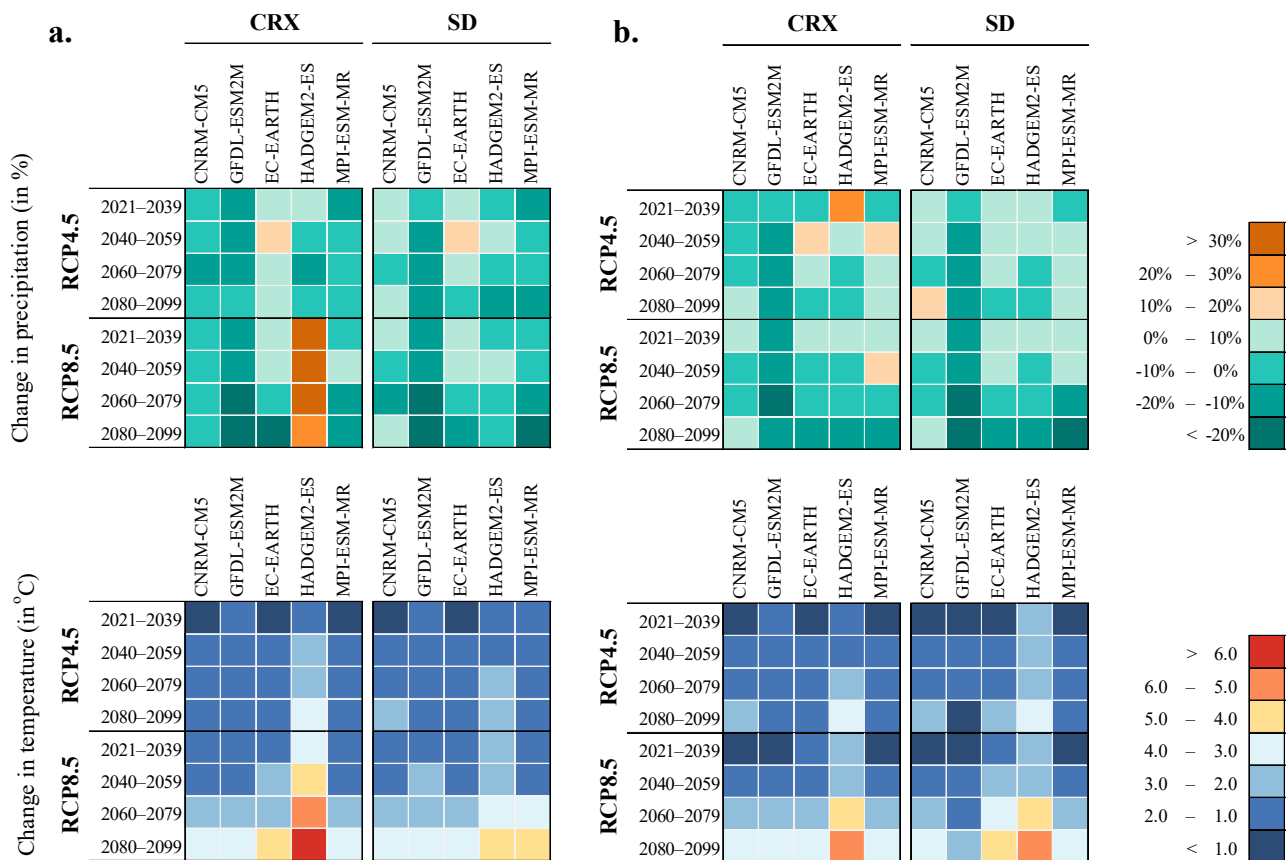 a.
CRX
SD
b.
CRX
SD
CNRM-CM5
GFDL-ESM2M
EC-EARTH
HADGEM2-ES
MPI-ESM-MR
CNRM-CM5
GFDL-ESM2M
EC-EARTH
HADGEM2-ES
MPI-ESM-MR
CNRM-CM5
GFDL-ESM2M
EC-EARTH
HADGEM2-ES
MPI-ESM-MR
CNRM-CM5
GFDL-ESM2M
EC-EARTH
HADGEM2-ES
MPI-ESM-MR
Change in precipitation (in %)
RCP4.5
2021–2039
2040–2059
2060–2079
2080–2099
RCP8.5
2021–2039
2040–2059
2060–2079
2080–2099
RCP4.5
2021–2039
2040–2059
2060–2079
2080–2099
RCP8.5
2021–2039
2040–2059
2060–2079
2080–2099
> 30%
20% – 30%
10% – 20%
0% – 10%
-10% – 0%
-20% – -10%
< -20%
CNRM-CM5
GFDL-ESM2M
EC-EARTH
HADGEM2-ES
MPI-ESM-MR
CNRM-CM5
GFDL-ESM2M
EC-EARTH
HADGEM2-ES
MPI-ESM-MR
CNRM-CM5
GFDL-ESM2M
EC-EARTH
HADGEM2-ES
MPI-ESM-MR
CNRM-CM5
GFDL-ESM2M
EC-EARTH
HADGEM2-ES
MPI-ESM-MR
Change in temperature (in °C)
RCP4.5
2021–2039
2040–2059
2060–2079
2080–2099
RCP8.5
2021–2039
2040–2059
2060–2079
2080–2099
RCP4.5
2021–2039
2040–2059
2060–2079
2080–2099
RCP8.5
2021–2039
2040–2059
2060–2079
2080–2099
> 6.0
6.0 – 5.0
5.0 – 4.0
4.0 – 3.0
3.0 – 2.0
2.0 – 1.0
< 1.0